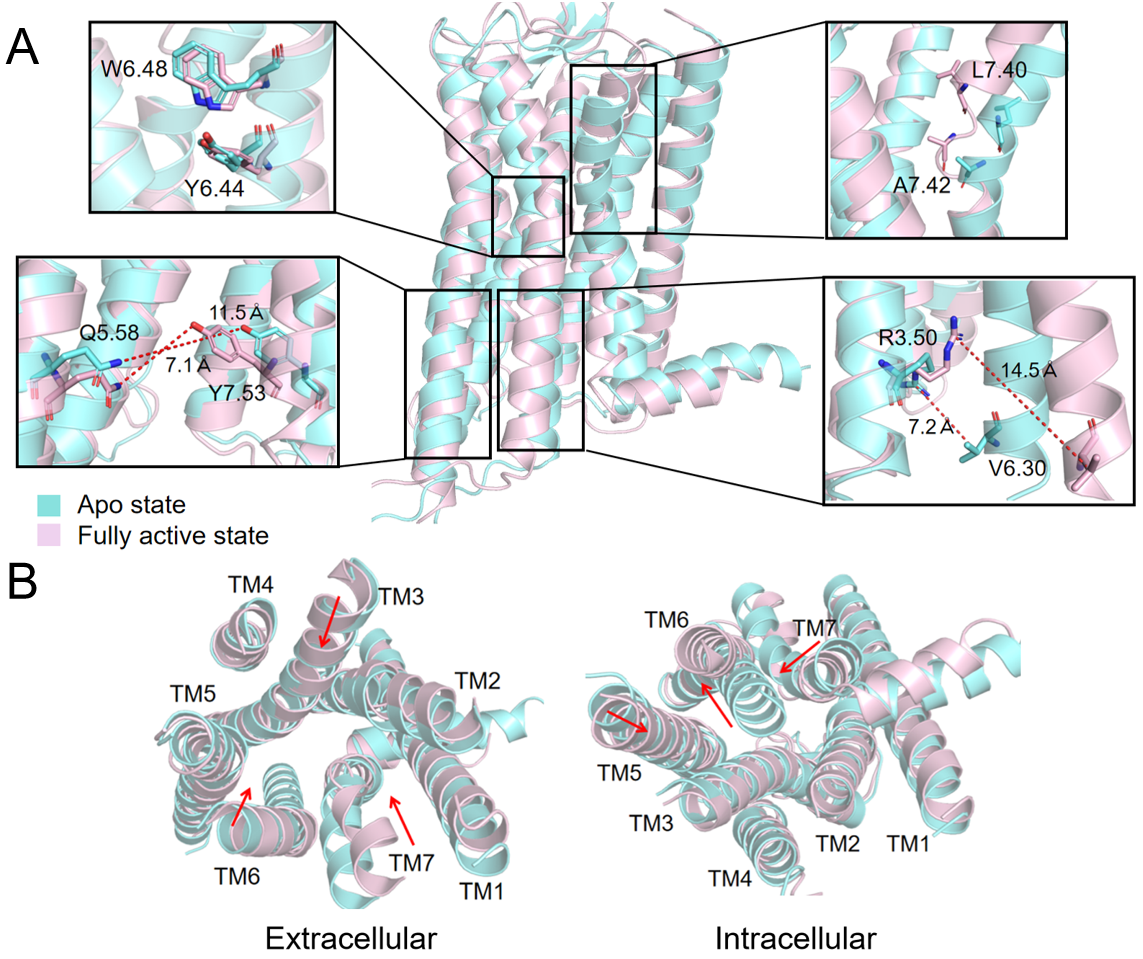 A
W6.48
Y6.44
L7.40
A7.42
Q5.58
11.5 Å
7.1 Å
Y7.53
R3.50
14.5 Å
7.2 Å
V6.30
Apo state
Fully active state
B
TM4
TM3
TM5
TM2
TM6
TM7
TM1
Extracellular
TM6
TM7
TM5
TM3
TM2
TM1
TM4
Intracellular